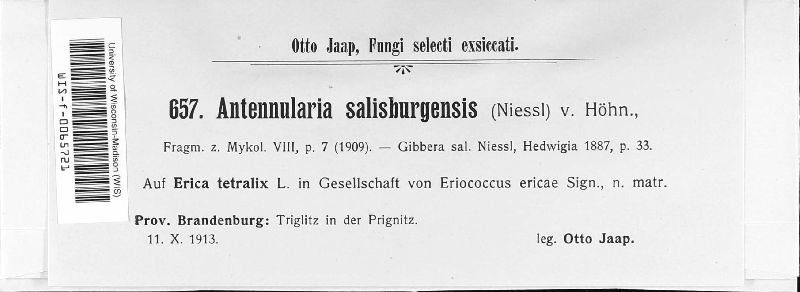 Otto Jaap, Fungi selecti exsiccati.
657. Antennularia salisburgensis (Niessl) v. Höhn.,
Fragm. z. Mykol. VIII, p. 7 (1909). — Gibbera sal. Niessl, Hedwigia 1887, p. 33.
Auf Erica tetralix L. in Gesellschaft von Eriococcus ericae Sign., n. matr.
Prov. Brandenburg: Triglitz in der Prignitz.
11. X. 1913. leg. Otto Jaap.
University of Wisconsin-Madison (WIS)
WIS-f-0065721